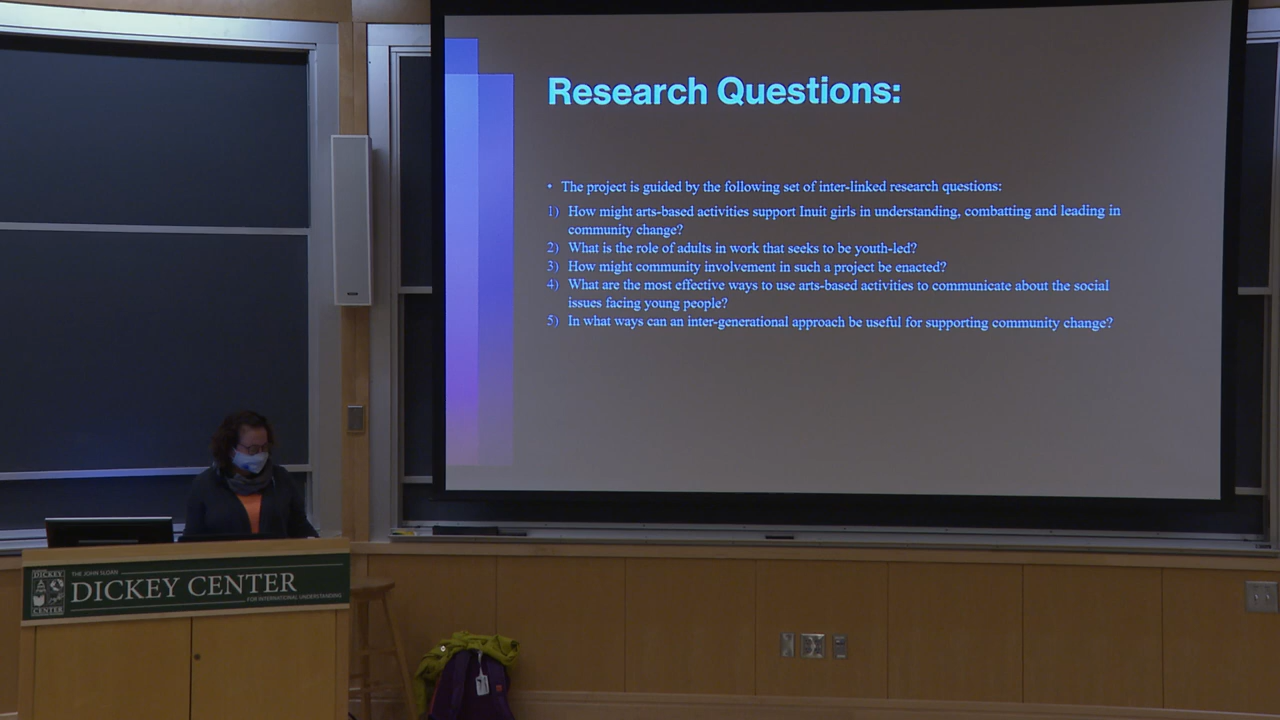 Research Questions:
• The project is guided by the following set of inter-linked research questions:
1) How might arts-based activities support Inuit girls in understanding, combatting and leading in
community change?
2) What is the role of adults in work that seeks to be youth-led?
3) How might community involvement in such a project be enacted?
4) What are the most effective ways to use arts-based activities to communicate about the social
issues facing young people?
5) In what ways can an inter-generational approach be useful for supporting community change?
DICKEY
CENTER
THE JOHN SLOAN
DICKEY CENTER
FOR INTERNATIONAL UNDERSTANDING